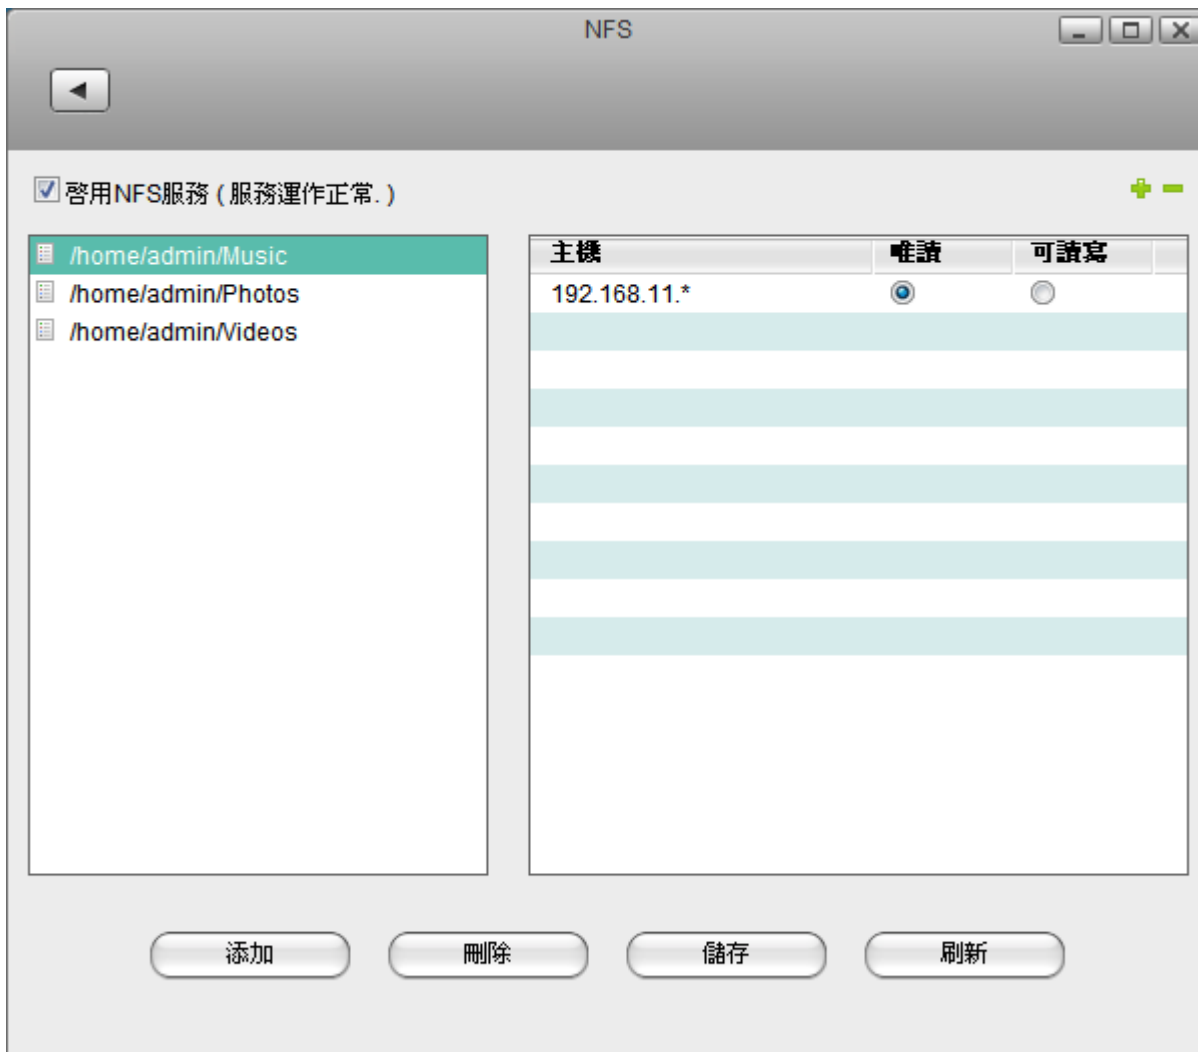 NFS
啓用NFS服務 ( 服務運作正常. )
/home/admin/Music
/home/admin/Photos
/home/admin/Videos
主機 唯讀 可讀寫
192.168.11.*
添加 刪除 儲存 刷新